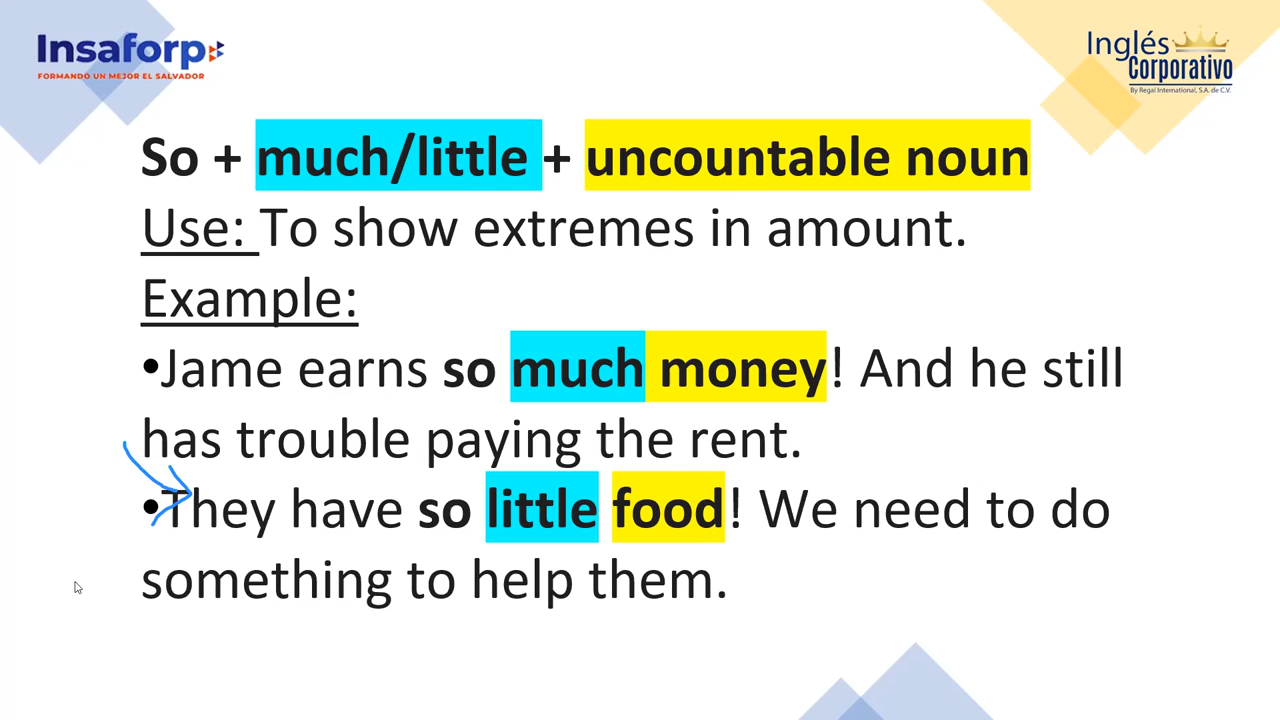 Insaforp
FORMANDO UN MEJOR EL SALVADOR
Inglés
Corporativo
By Regal International, S.A. de C.V.
So + much/little + uncountable noun
Use: To show extremes in amount.
Example:
•Jame earns so much money! And he still
has trouble paying the rent.
•They have so little food! We need to do
something to help them.